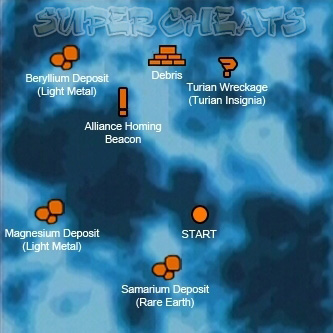 SUPER CHEATS
Beryllium Deposit
(Light Metal)
Debris
Turian Wreckage
(Turian Insignia)
Alliance Homing
Beacon
Magnesium Deposit
(Light Metal)
START
Samarium Deposit
(Rare Earth)